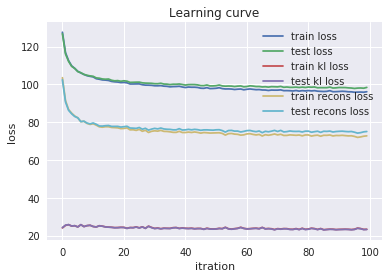 Learning curve
train loss
test loss
train kl loss
test kl loss
train recons loss
test recons loss
120
100
80
60
40
20
loss
0
20
40
60
80
100
itration